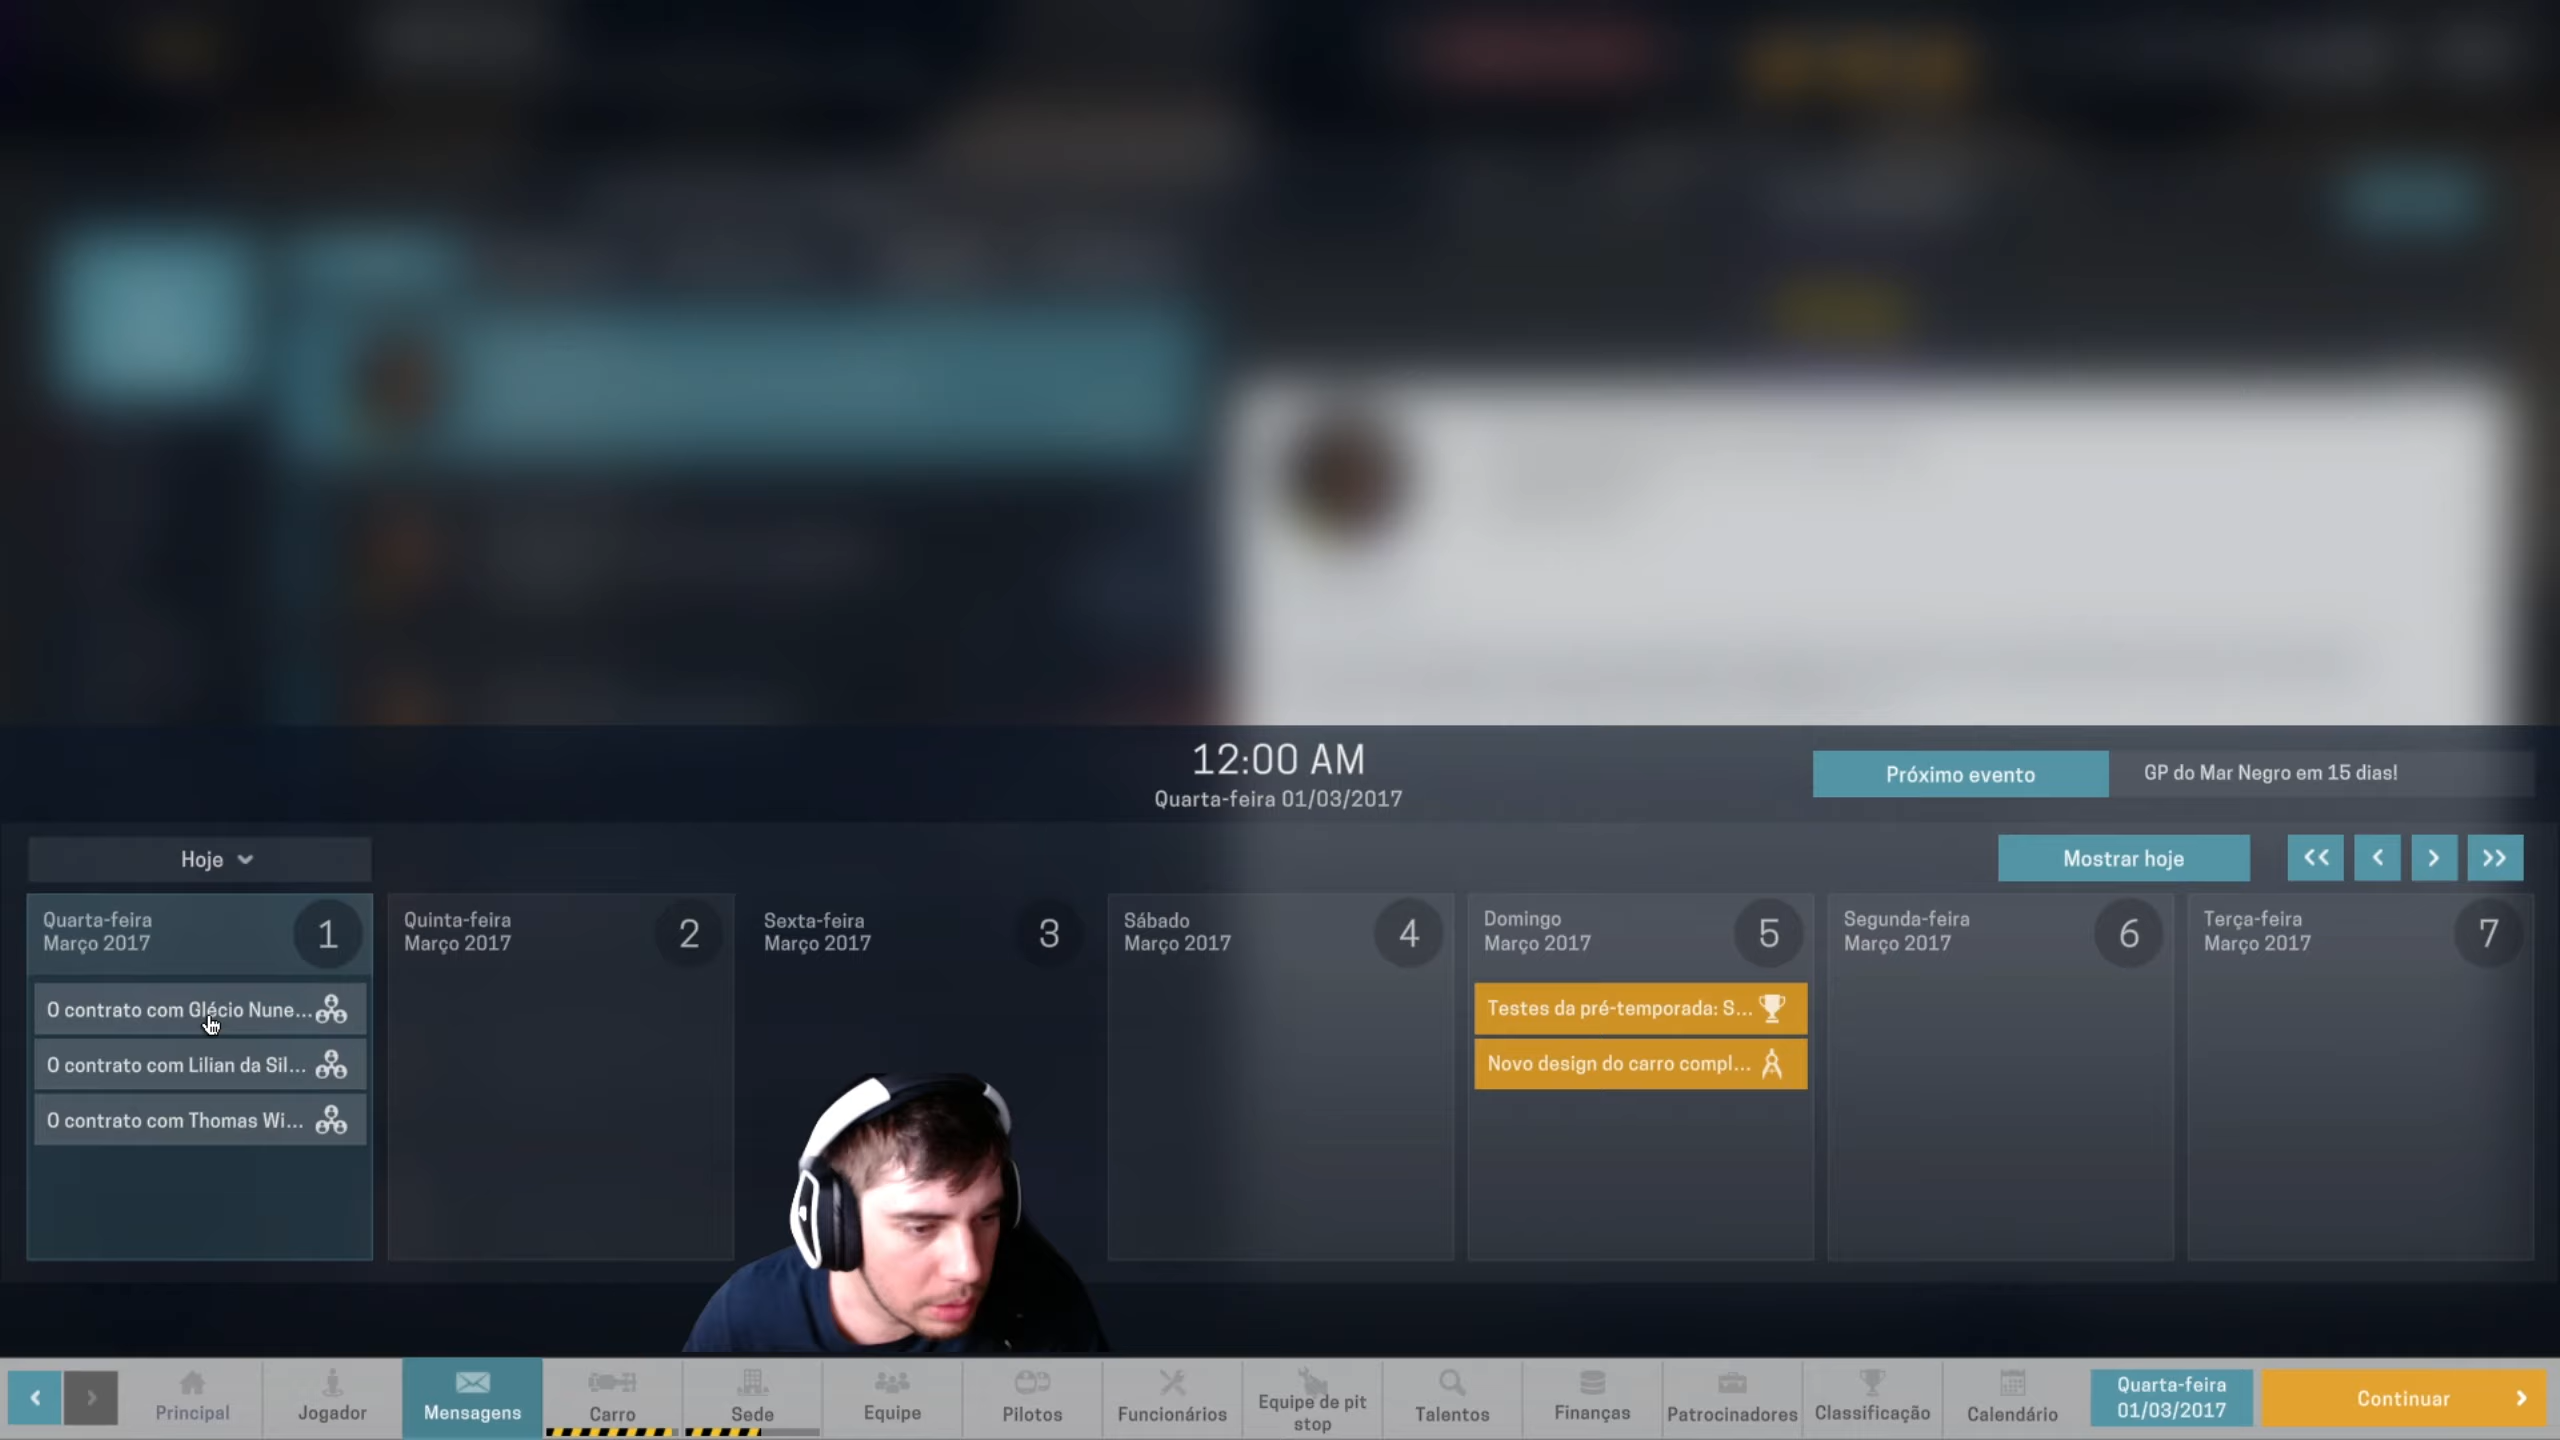 12:00 AM
Quarta-feira 01/03/2017
Próximo evento
GP do Mar Negro em 15 dias!
Hoje
Mostrar hoje
Quarta-feira
Março 2017
1
Quinta-feira
Março 2017
2
Sexta-feira
Março 2017
3
Sábado
Março 2017
4
Domingo
Março 2017
5
Segunda-feira
Março 2017
6
Terça-feira
Março 2017
7
O contrato com Glécio Nune...
O contrato com Lilian da Sil...
O contrato com Thomas Wi...
Testes da pré-temporada: S...
Novo design do carro compl...
Principal
Jogador
Mensagens
Carro
Sede
Equipe
Pilotos
Funcionários
Equipe de pit
stop
Talentos
Finanças
Patrocinadores
Classificação
Calendário
Quarta-feira
01/03/2017
Continuar